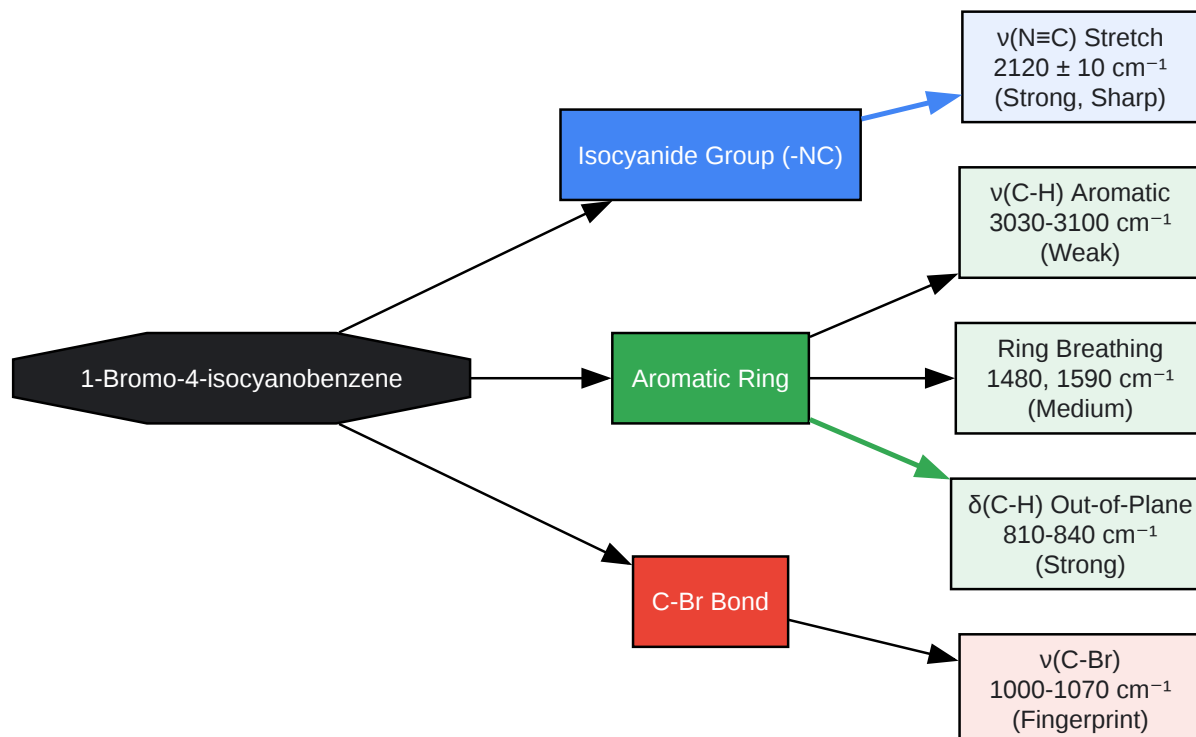 1-Bromo-4-isocyanobenzene
Isocyanide Group (-NC)
Aromatic Ring
C-Br Bond
ν(N≡C) Stretch
2120 ± 10 cm⁻¹
(Strong, Sharp)
ν(C-H) Aromatic
3030-3100 cm⁻¹
(Weak)
Ring Breathing
1480, 1590 cm⁻¹
(Medium)
δ(C-H) Out-of-Plane
810-840 cm⁻¹
(Strong)
ν(C-Br)
1000-1070 cm⁻¹
(Fingerprint)